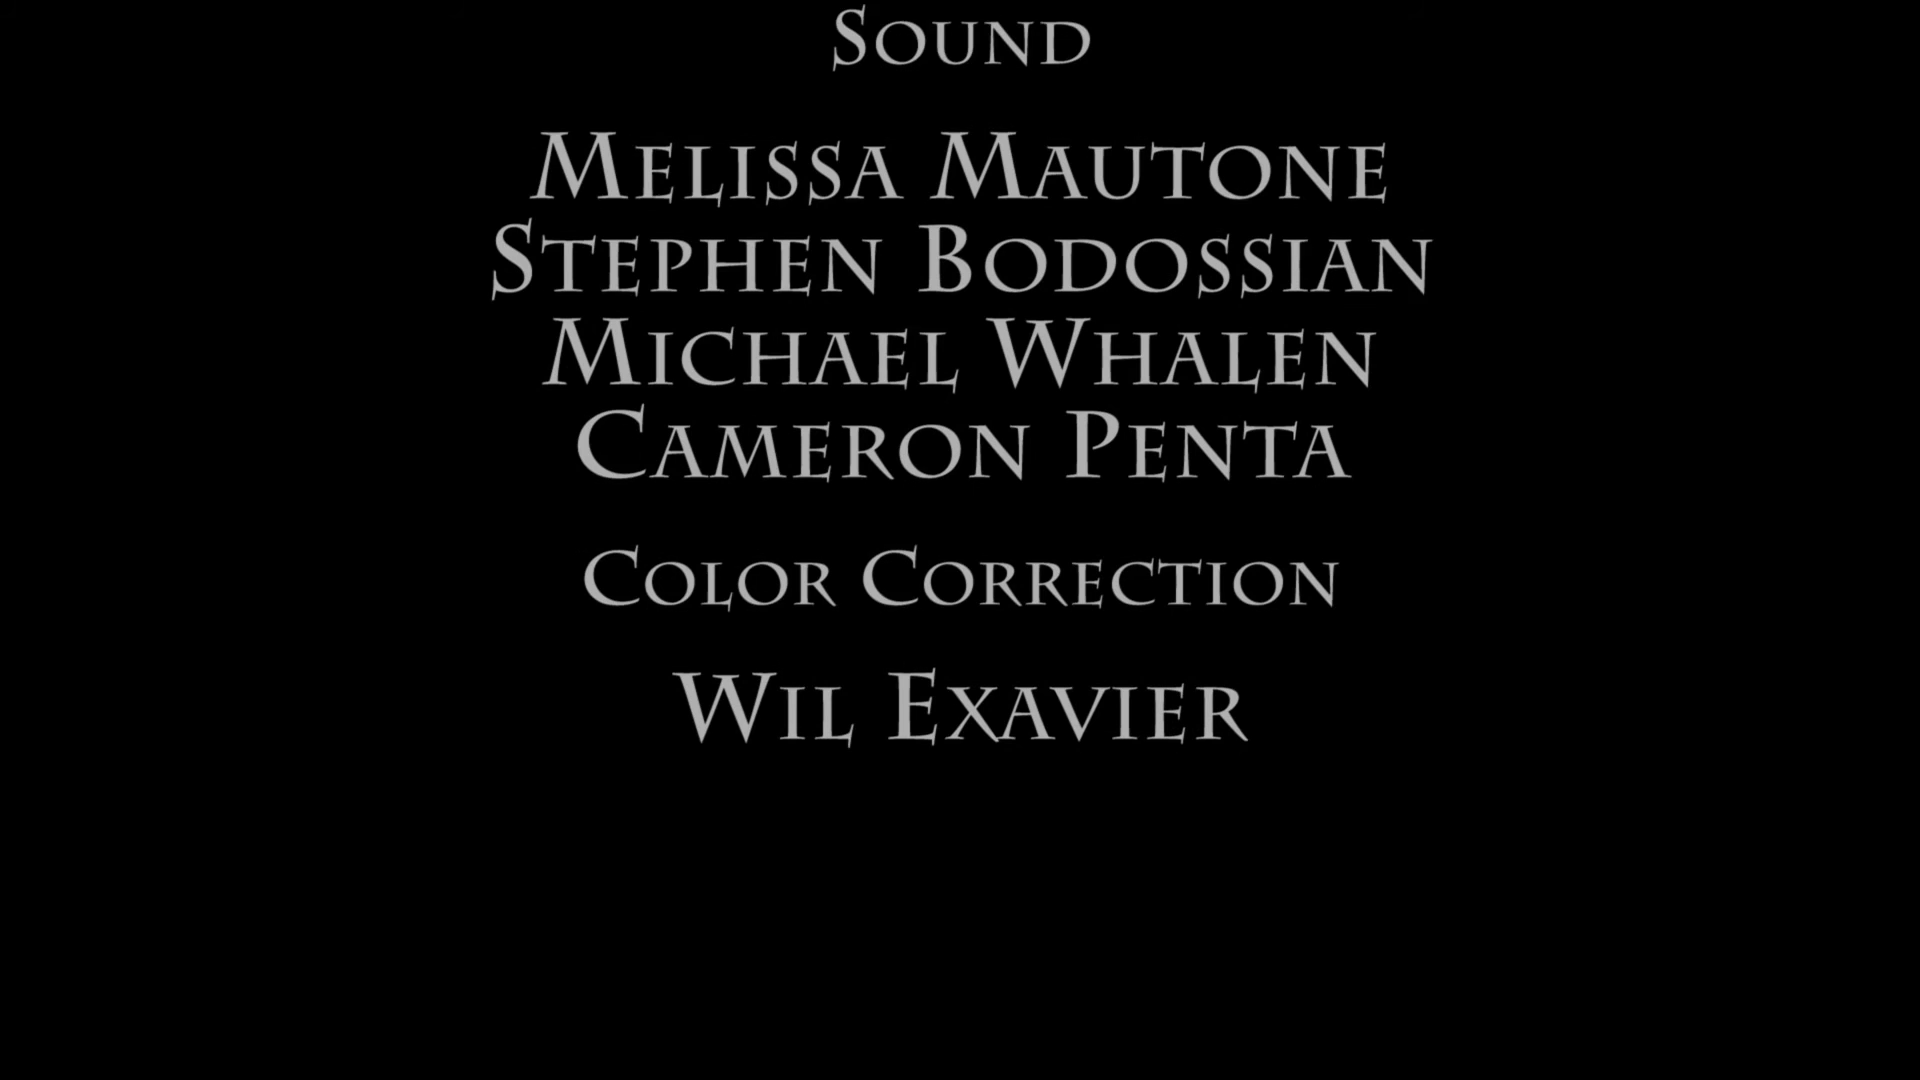 Sound
Melissa Mautone
Stephen Bodossian
Michael Whalen
Cameron Penta
Color Correction
Wil Exavier